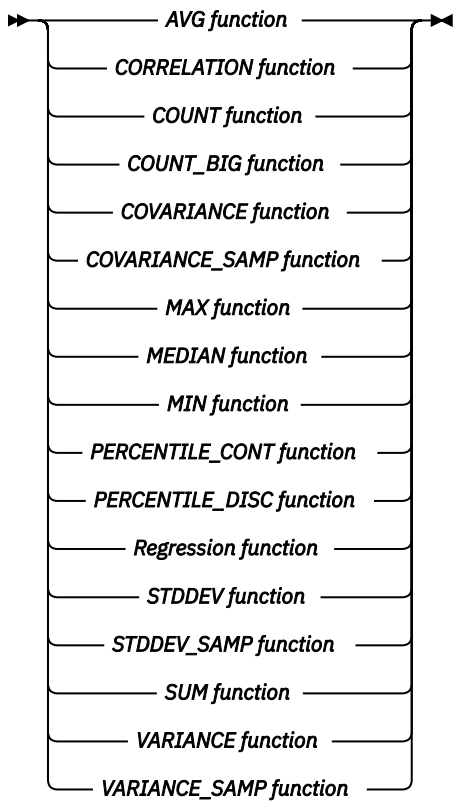 AVG function
CORRELATION function
COUNT function
COUNT_BIG function
COVARIANCE function
COVARIANCE_SAMP function
MAX function
MEDIAN function
MIN function
PERCENTILE_CONT function
PERCENTILE_DISC function
Regression function
STDDEV function
STDDEV_SAMP function
SUM function
VARIANCE function
VARIANCE_SAMP function